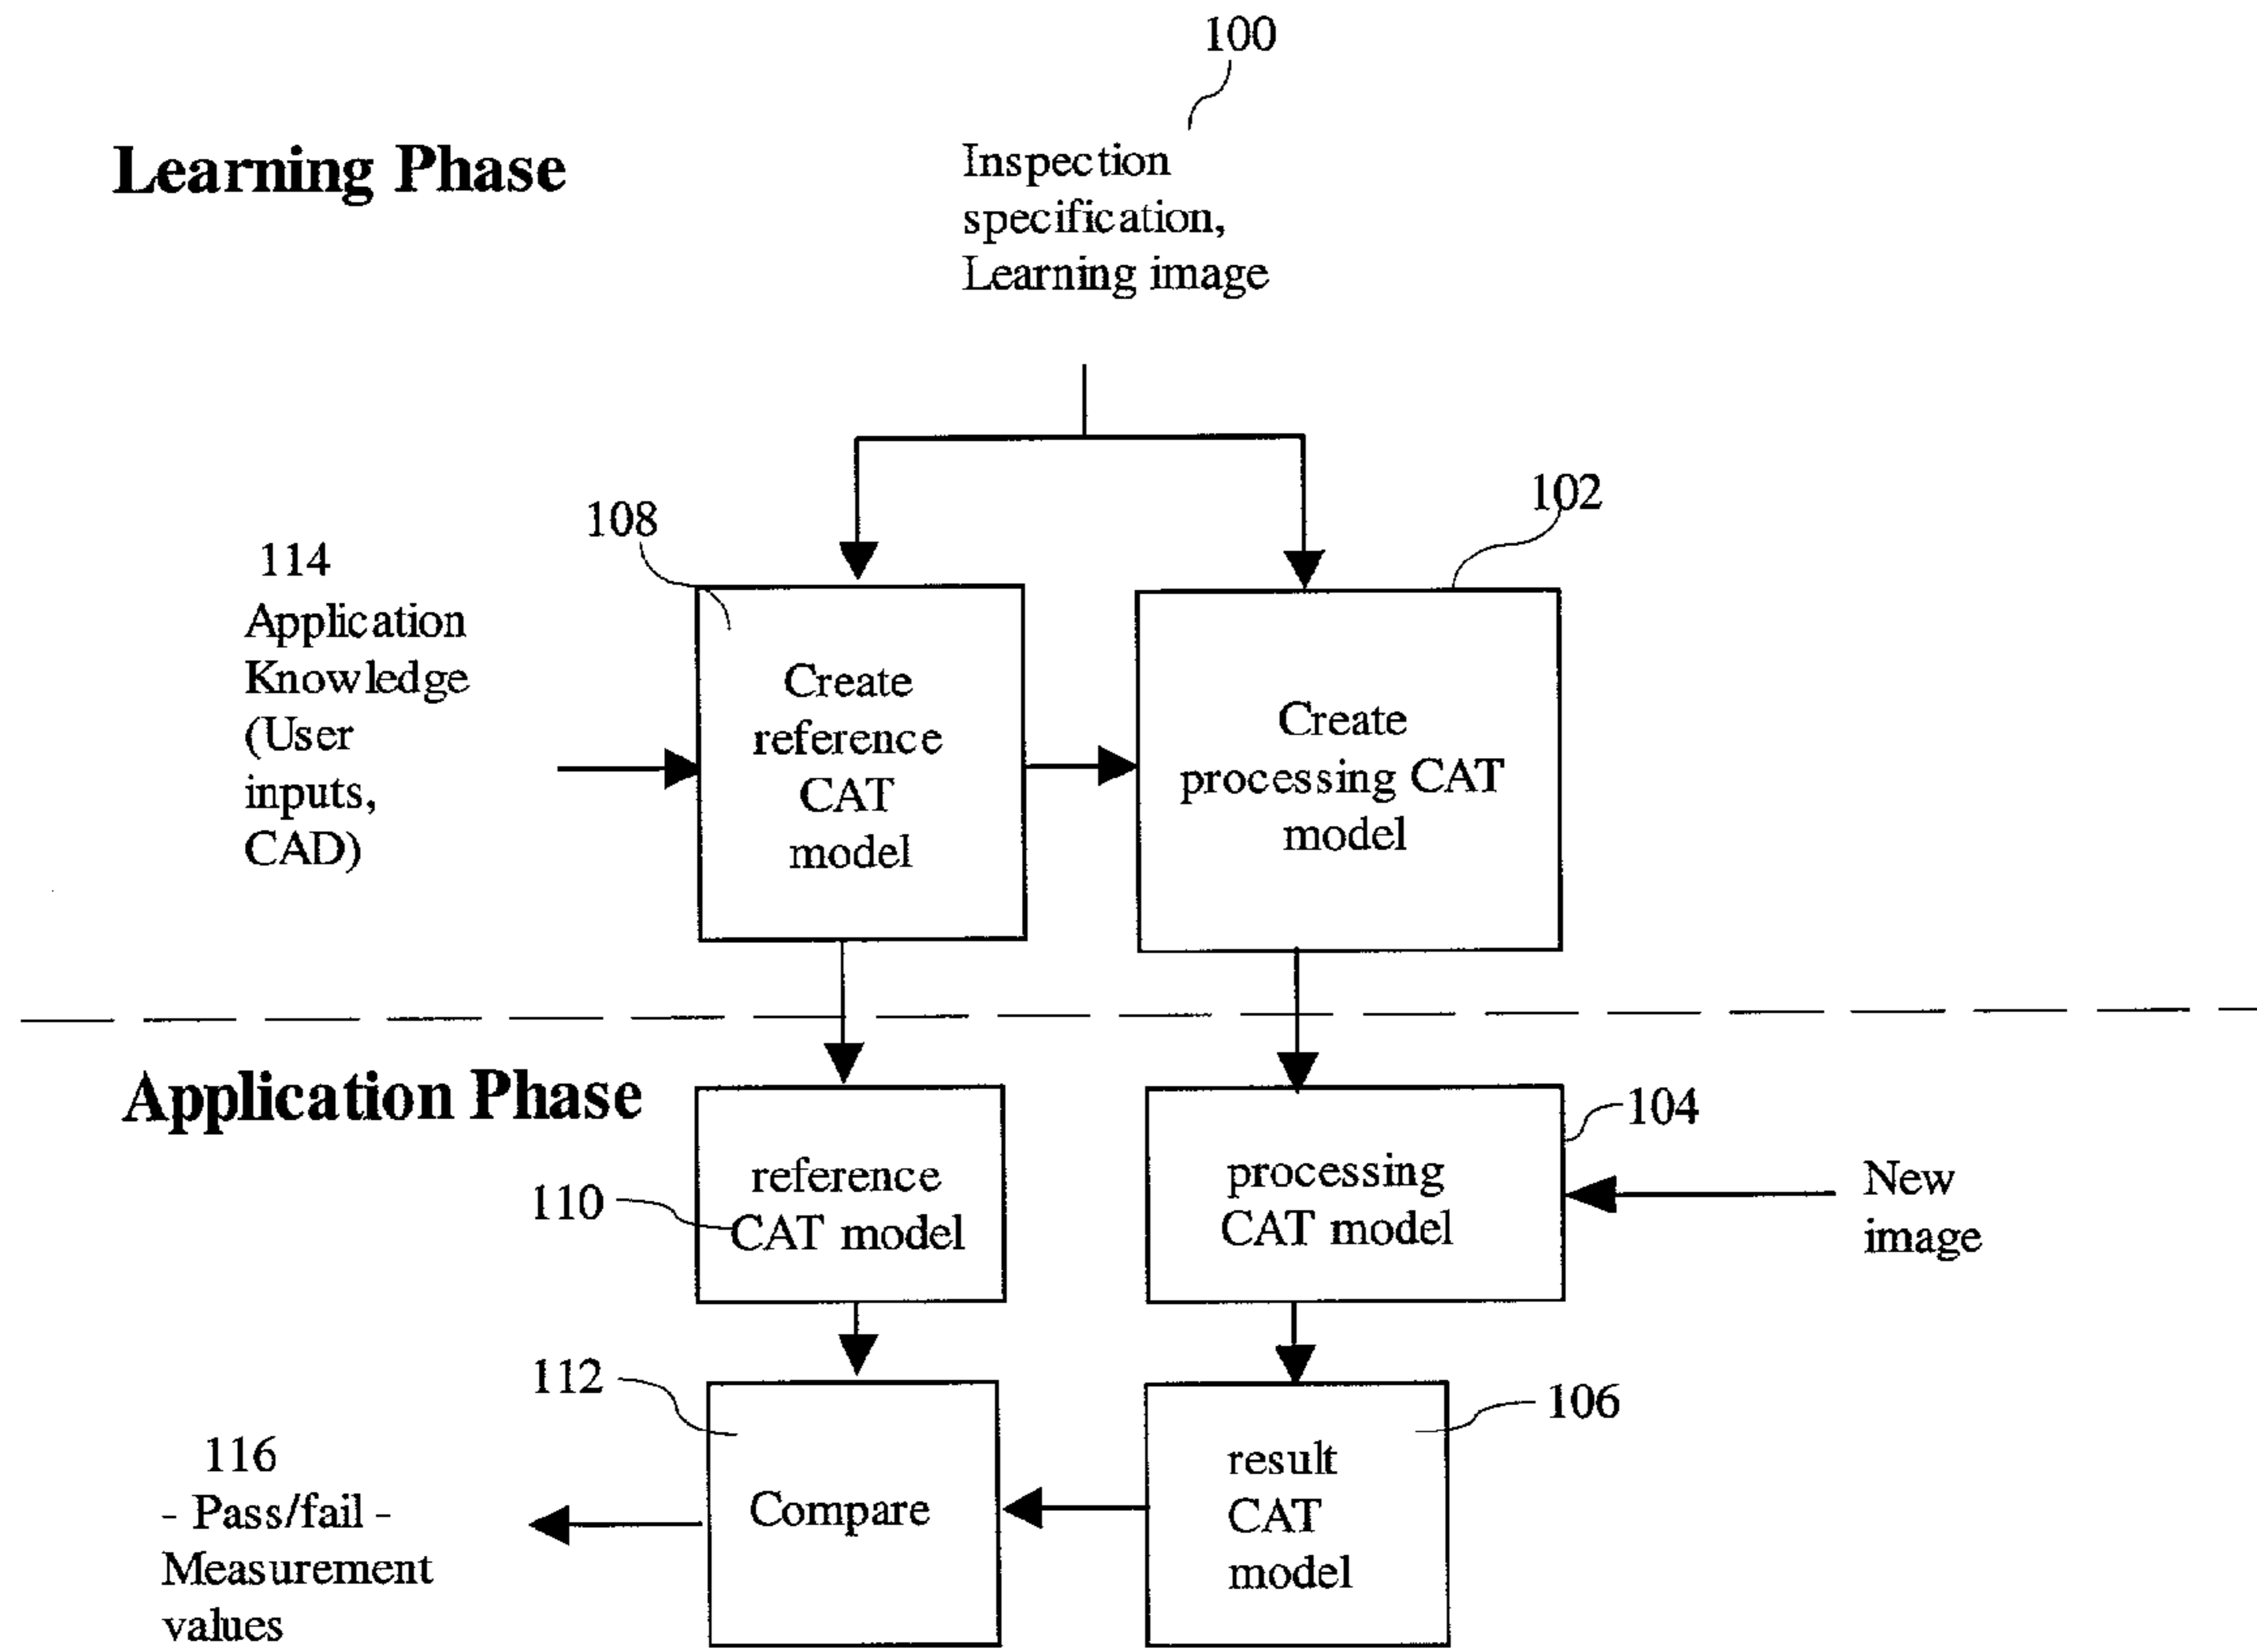 100
Learning Phase
Inspection
specification,
Learning image
102
108
114
Application
Knowledge
(User
inputs,
CAD)
Create
reference
CAT
model
Create
processing CAT
model
Application Phase
104
reference
CAT model
110
processing
CAT model
New
image
112
106
116
- Pass/fail -
Measurement
values
Compare
result
CAT
model